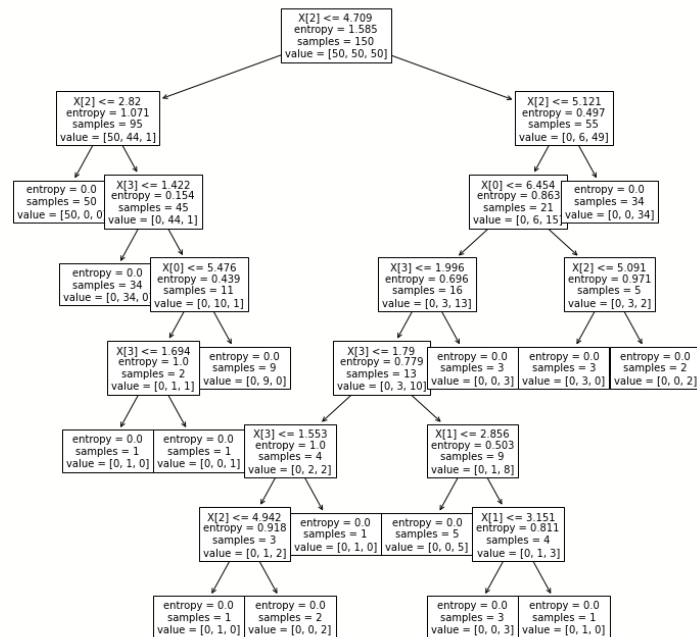 X[2] <= 4.709
entropy = 1.585
samples = 150
value = [50, 50, 50]
X[2] <= 2.82
entropy = 1.071
samples = 95
value = [50, 44, 1]
X[2] <= 5.121
entropy = 0.497
samples = 55
value = [0, 6, 49]
entropy = 0.0
samples = 50
value = [50, 0, 0
X[3] <= 1.422
entropy = 0.154
samples = 45
value = [0, 44, 1]
X[0] <= 6.454
entropy = 0.863
samples = 21
value = [0, 6, 15]
entropy = 0.0
samples = 34
value = [0, 0, 34]
entropy = 0.0
samples = 34
value = [0, 34, 0
X[0] <= 5.476
entropy = 0.439
samples = 11
value = [0, 10, 1]
X[3] <= 1.996
entropy = 0.696
samples = 16
value = [0, 3, 13]
X[2] <= 5.091
entropy = 0.971
samples = 5
value = [0, 3, 2]
X[3] <= 1.694
entropy = 1.0
samples = 2
value = [0, 1, 1]
entropy = 0.0
samples = 9
value = [0, 9, 0]
X[3] <= 1.79
entropy = 0.779
samples = 13
value = [0, 3, 10]
entropy = 0.0
samples = 3
value = [0, 0, 3]
entropy = 0.0
samples = 3
value = [0, 3, 0]
entropy = 0.0
samples = 2
value = [0, 0, 2]
entropy = 0.0
samples = 1
value = [0, 1, 0]
entropy = 0.0
samples = 1
value = [0, 0, 1]
X[3] <= 1.553
entropy = 1.0
samples = 4
value = [0, 2, 2]
X[1] <= 2.856
entropy = 0.503
samples = 9
value = [0, 1, 8]
X[2] <= 4.942
entropy = 0.918
samples = 3
value = [0, 1, 2]
entropy = 0.0
samples = 1
value = [0, 1, 0]
entropy = 0.0
samples = 5
value = [0, 0, 5]
X[1] <= 3.151
entropy = 0.811
samples = 4
value = [0, 1, 3]
entropy = 0.0
samples = 1
value = [0, 1, 0]
entropy = 0.0
samples = 2
value = [0, 0, 2]
entropy = 0.0
samples = 3
value = [0, 0, 3]
entropy = 0.0
samples = 1
value = [0, 1, 0]